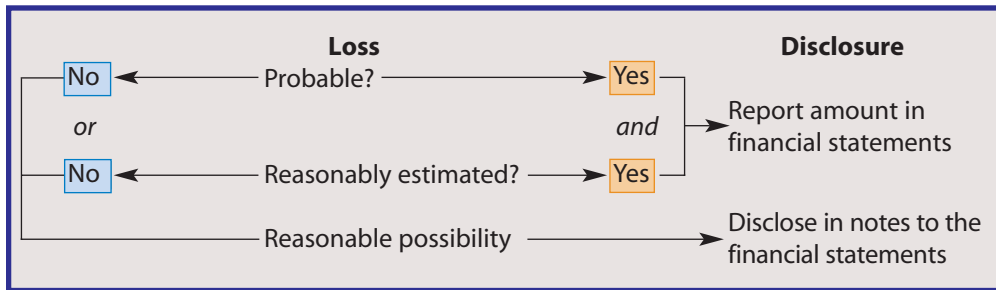 Loss Disclosure
No Probable? Yes
or and
Report amount in
financial statements
No Reasonably estimated? Yes
Reasonable possibility
Disclose in notes to the
financial statements